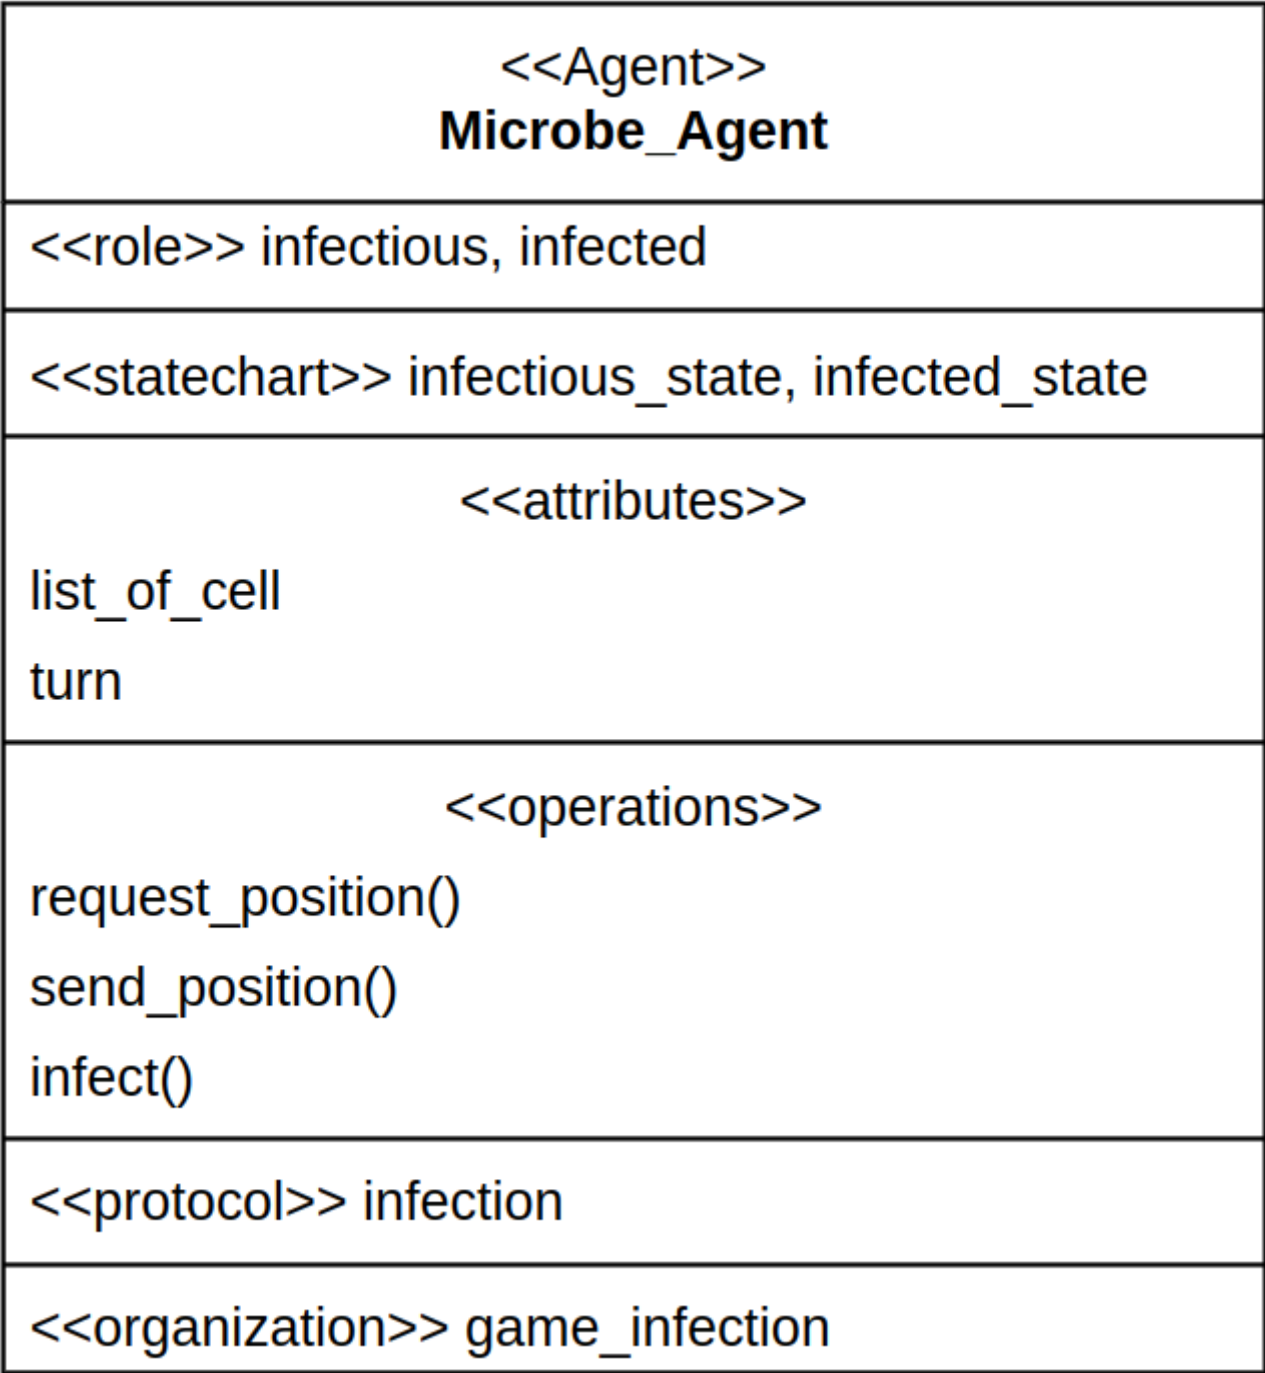 <<Agent>>
Microbe_Agent
<<role>> infectious, infected
<<statechart>> infectious_state, infected_state
<<attributes>>
list_of_cell
turn
<<operations>>
request_position()
send_position()
infect()
<<protocol>> infection
<<organization>> game_infection